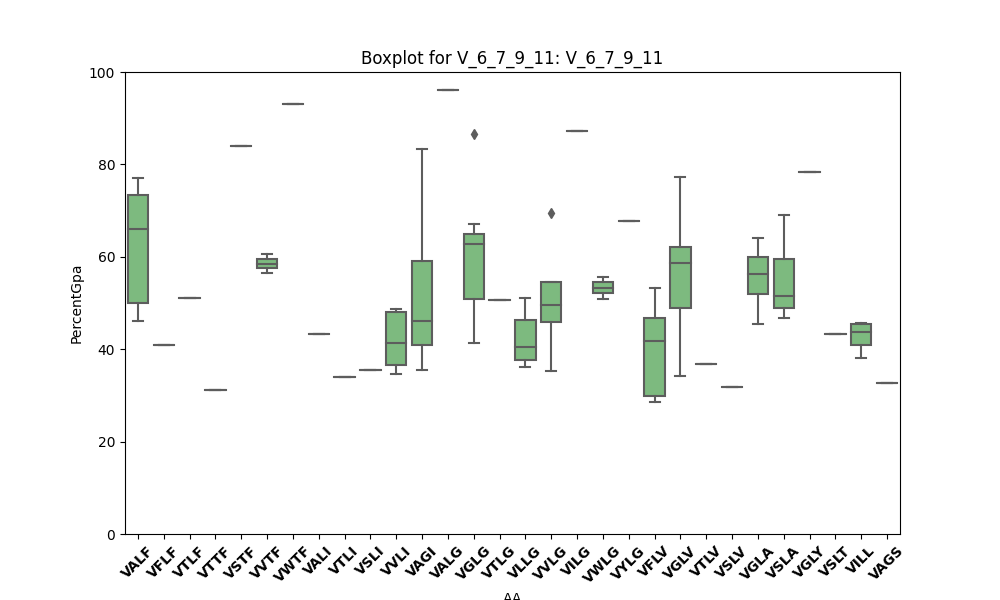 Boxplot for V_6_7_9_11: V_6_7_9_11
100
80
60
40
20
0
PercentGpa
VALF VFLF VTLF VTTF VSTF VVTF VWTF VALI VTLI VSLI VVLI VAGI VALG VGLG VTLG VLLG VVLG VILG VWLG VYLG VFLV VGLV VTLV VSLV VGLA VSLA VGLY VSLT VILL VAGS
AA